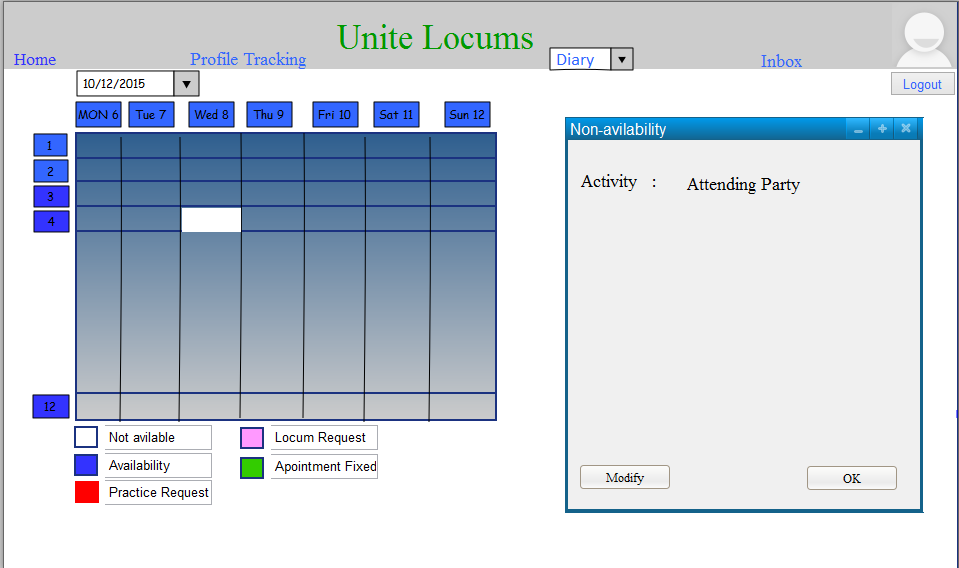 Unite Locums
Home
Profile Tracking
Diary
Inbox
Logout
10/12/2015
MON 6
Tue 7
Wed 8
Thu 9
Fri 10
Sat 11
Sun 12
1
2
3
4
12
Not avilable
Locum Request
Availability
Apointment Fixed
Practice Request
Non-avilability
Activity :
Attending Party
Modify
OK